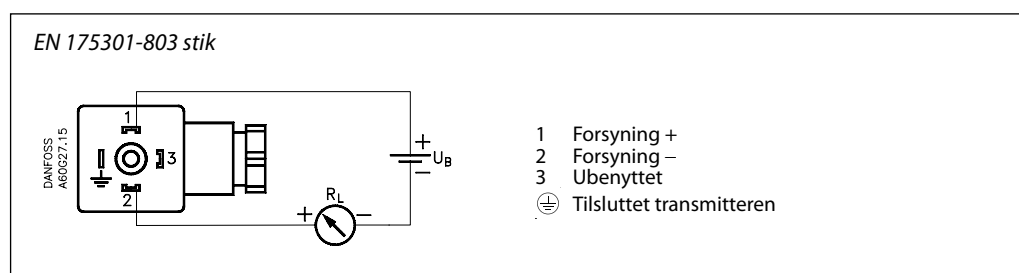 EN 175301-803 stik
DANFOSS
A60G27.15
1
3
2
+
U_B
−
+
R_L
−
1 Forsyning +
2 Forsyning −
3 Ubenyttet
⏚ Tilsluttet transmitteren